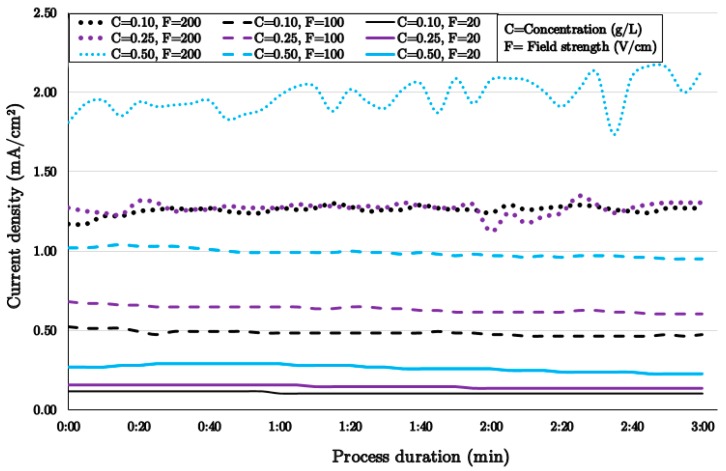 2.50
C=0.10, F=200 C=0.10, F=100 C=0.10, F=20
C=0.25, F=200 C=0.25, F=100 C=0.25, F=20
C=0.50, F=200 C=0.50, F=100 C=0.50, F=20
C=Concentration (g/L)
F= Field strength (V/cm)
2.00
1.50
1.00
0.50
0.00
Current density (mA/cm²)
0:00 0:20 0:40 1:00 1:20 1:40 2:00 2:20 2:40 3:00
Process duration (min)